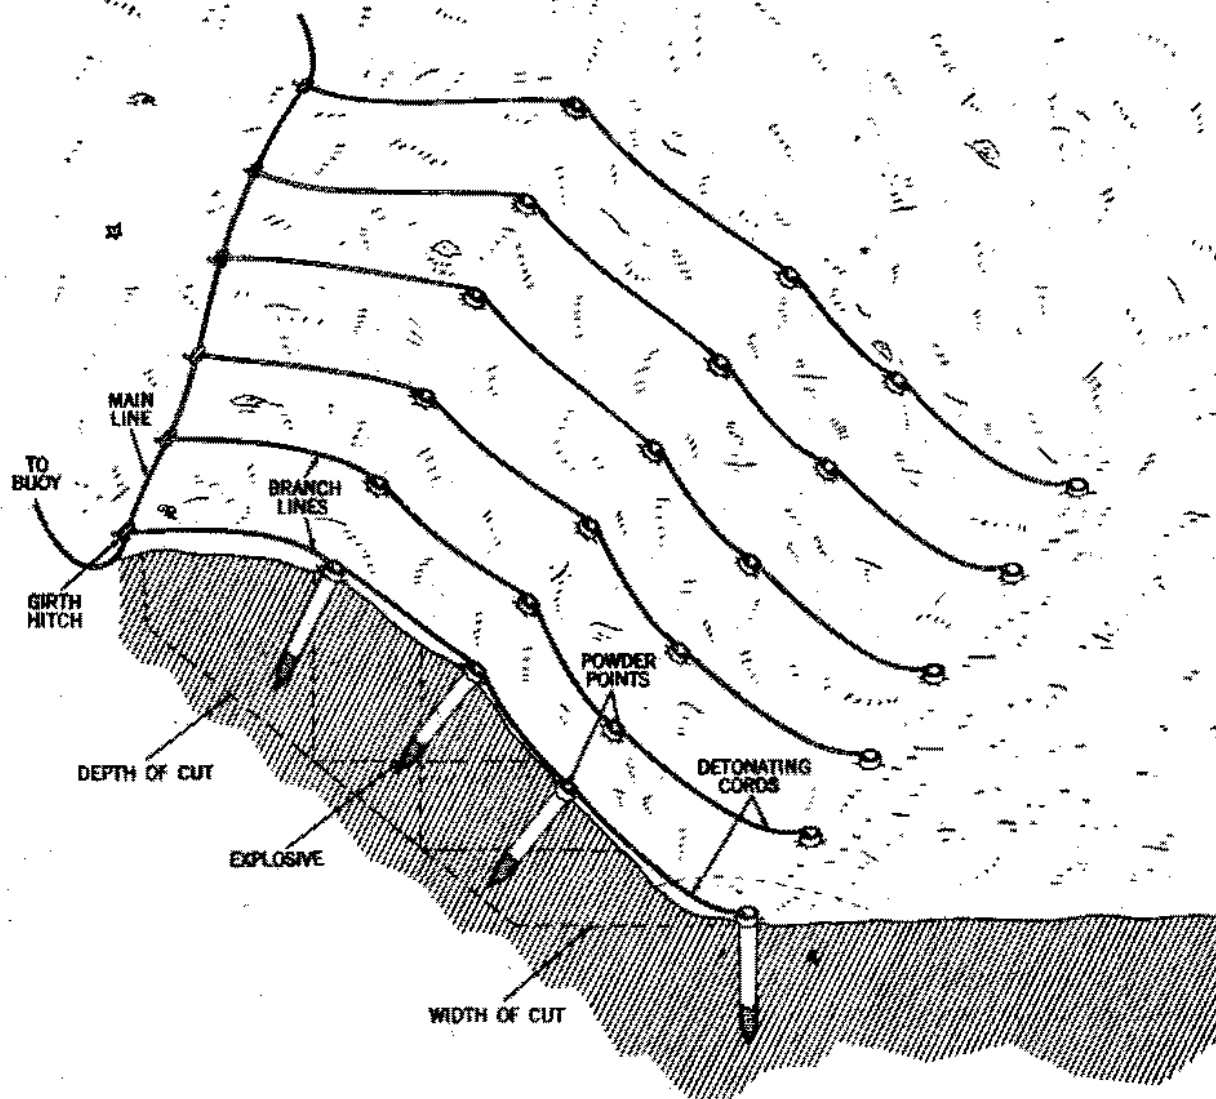 MAIN
LINE
TO
BUOY
BRANCH
LINES
GIRTH
HITCH
POWDER
POINTS
DEPTH OF CUT
DETONATING
CORDS
EXPLOSIVE
WIDTH OF CUT